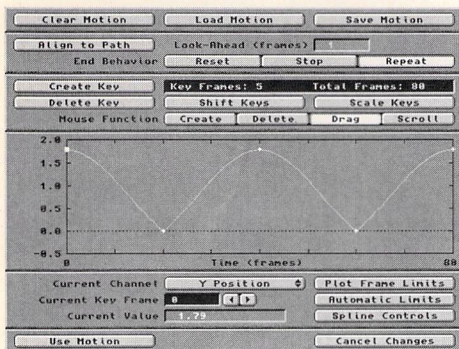 Clear Motion Load Motion Save Motion
Align to Path Look-Ahead (frames) 1
End Behavior Reset Stop Repeat
Create Key Key Frames: 5 Total Frames: 80
Delete Key Shift Keys Scale Keys
Mouse Function Create Delete Drag Scroll
2.0
1.5
1.0
0.5
0.0
-0.5
0 Time (frames) 80
Current Channel Y Position Plot Frame Limits
Current Key Frame 0 Automatic Limits
Current Value 1.79 Spline Controls
Use Motion Cancel Changes